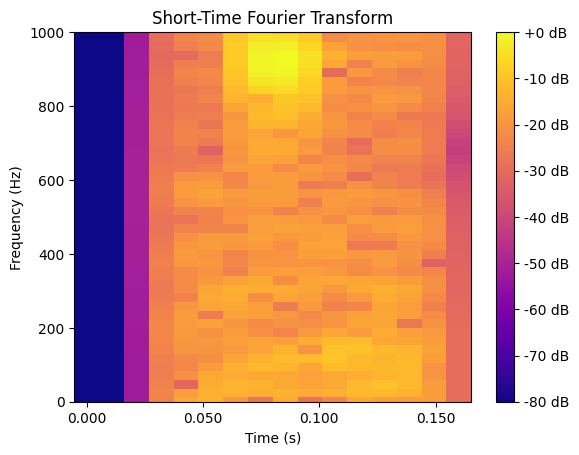 Short-Time Fourier Transform
Frequency (Hz)
1000
800
600
400
200
0
0.000
0.050
0.100
0.150
Time (s)
+0 dB
-10 dB
-20 dB
-30 dB
-40 dB
-50 dB
-60 dB
-70 dB
-80 dB